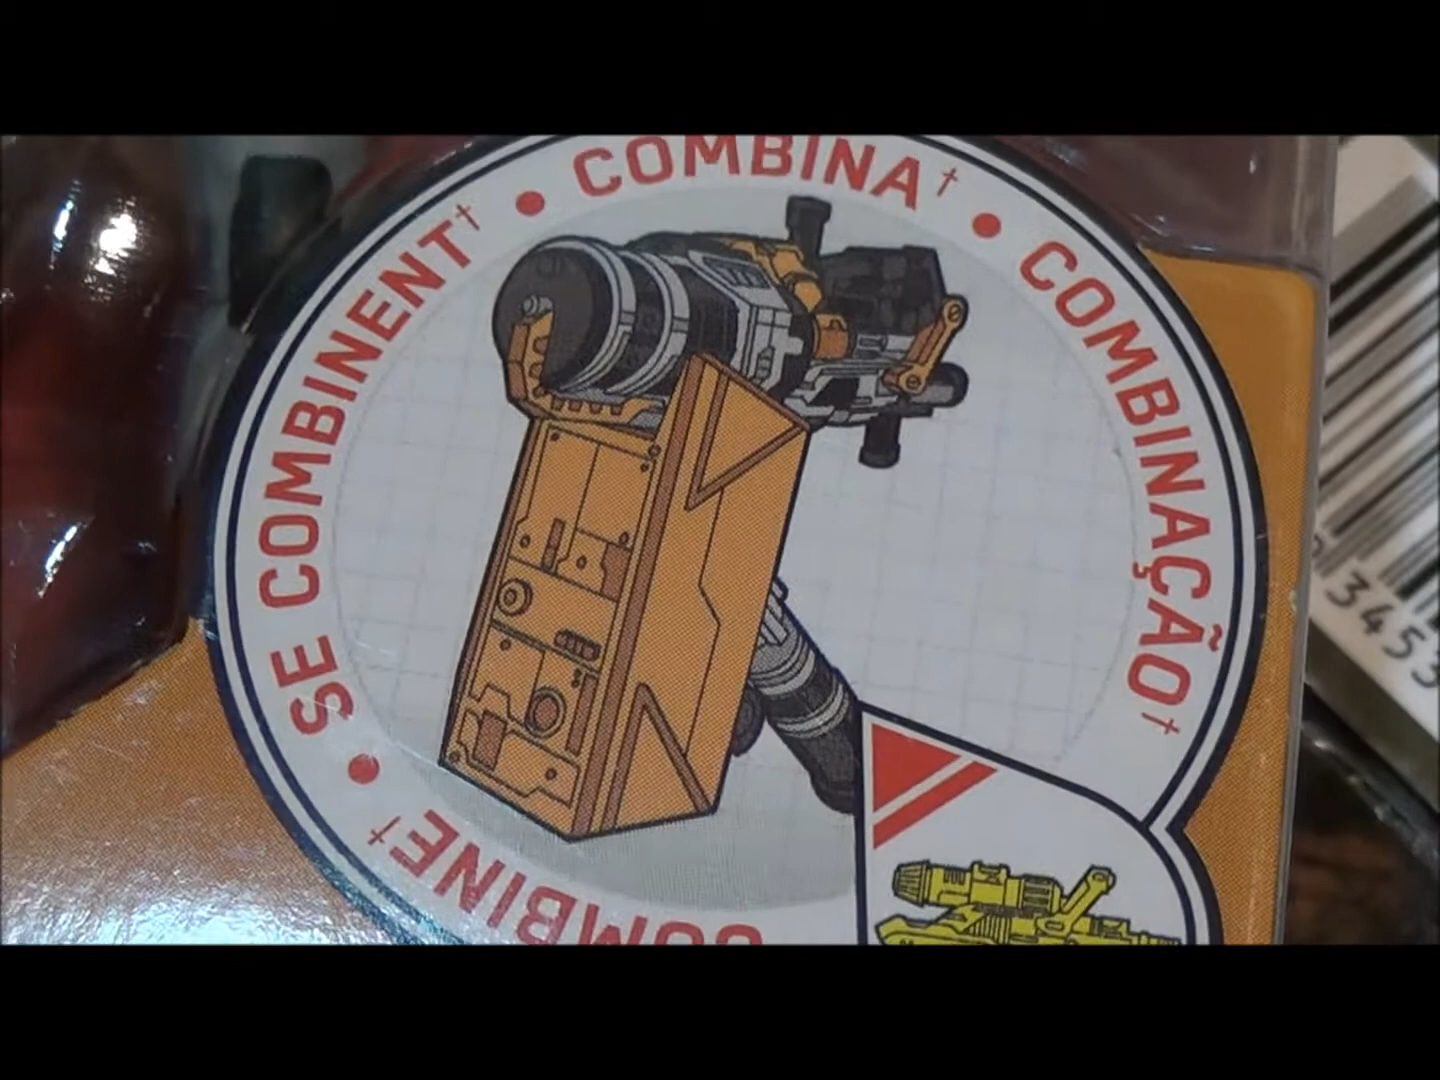 SE COMBINENT†
•
COMBINA†
•
COMBINAÇÃO†
•
COMBINE†
3453